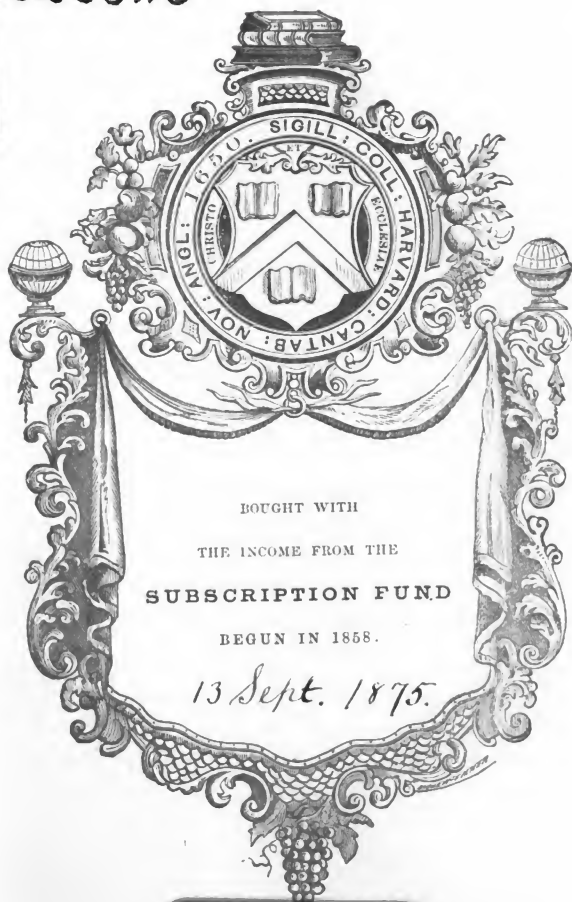 SIGILL: COLL: HARVARD: CANTAB: NOV: ANGL: 1650.
ET
CHRISTO
ECCLESIAE
BOUGHT WITH
THE INCOME FROM THE
SUBSCRIPTION FUND
BEGUN IN 1858.
13 Sept. 1875.